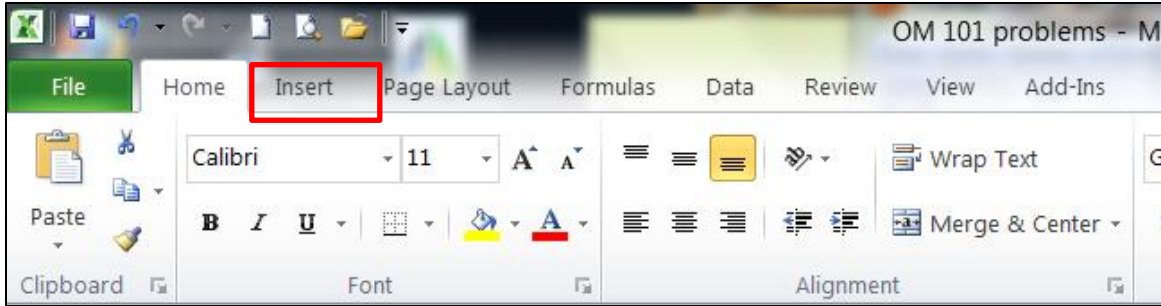 OM 101 problems - M
File Home Insert Page Layout Formulas Data Review View Add-Ins
Calibri 11 A A Wrap Text G
Paste B I U A Merge & Center
Clipboard Font Alignment